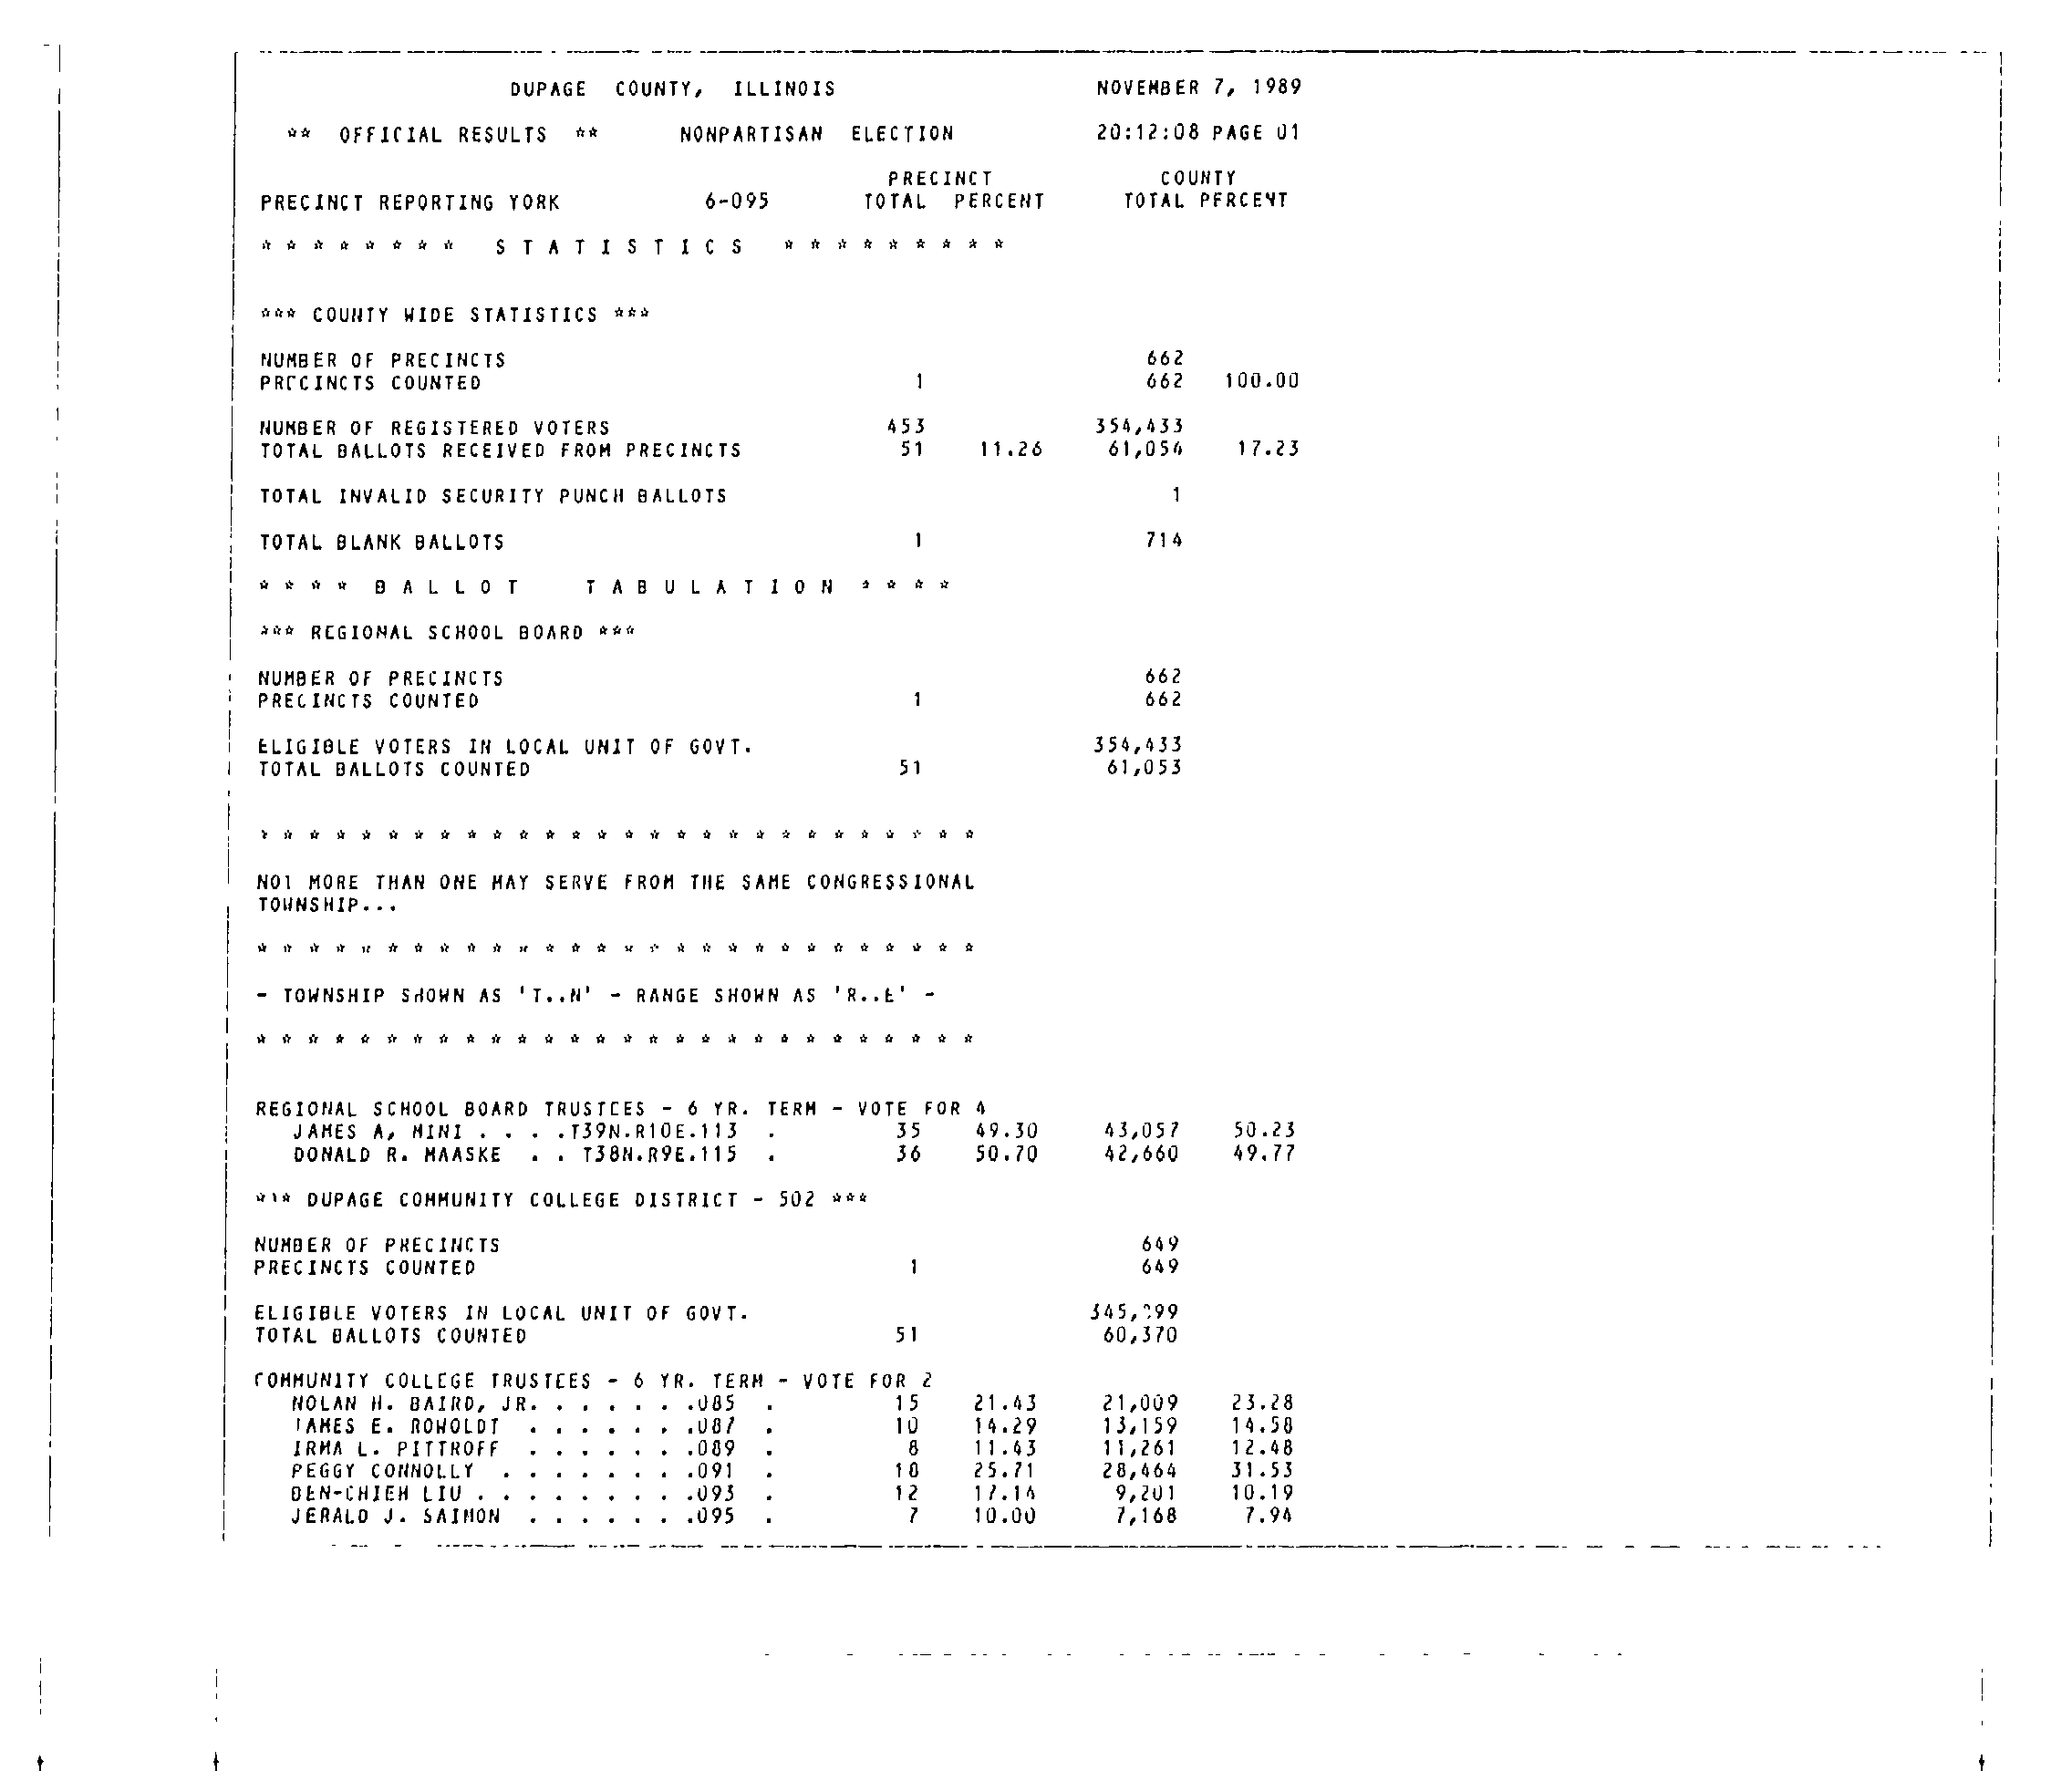 DUPAGE COUNTY, ILLINOIS NOVEMBER 7, 1989
** OFFICIAL RESULTS ** NONPARTISAN ELECTION 20:12:08 PAGE 01
PRECINCT COUNTY
PRECINCT REPORTING YORK 6-095 TOTAL PERCENT TOTAL PERCENT
* * * * * * * * S T A T I S T I C S * * * * * * * * *
*** COUNTY WIDE STATISTICS ***
NUMBER OF PRECINCTS 662
PRECINCTS COUNTED 1 662 100.00
NUMBER OF REGISTERED VOTERS 453 354,433
TOTAL BALLOTS RECEIVED FROM PRECINCTS 51 11.26 61,054 17.23
TOTAL INVALID SECURITY PUNCH BALLOTS 1
TOTAL BLANK BALLOTS 1 714
* * * * B A L L O T T A B U L A T I O N * * * *
*** REGIONAL SCHOOL BOARD ***
NUMBER OF PRECINCTS 662
PRECINCTS COUNTED 1 662
ELIGIBLE VOTERS IN LOCAL UNIT OF GOVT. 354,433
TOTAL BALLOTS COUNTED 51 61,053
* * * * * * * * * * * * * * * * * * * * * * * * * * * *
NOT MORE THAN ONE MAY SERVE FROM THE SAME CONGRESSIONAL
TOWNSHIP...
* * * * * * * * * * * * * * * * * * * * * * * * * * * *
- TOWNSHIP SHOWN AS 'T..N' - RANGE SHOWN AS 'R..E' -
* * * * * * * * * * * * * * * * * * * * * * * * * * * *
REGIONAL SCHOOL BOARD TRUSTEES - 6 YR. TERM - VOTE FOR 4
JAMES A, MINI . . . .T39N.R10E.113 . 35 49.30 43,057 50.23
DONALD R. MAASKE . . T38N.R9E.115 . 36 50.70 42,660 49.77
*** DUPAGE COMMUNITY COLLEGE DISTRICT - 502 ***
NUMBER OF PRECINCTS 649
PRECINCTS COUNTED 1 649
ELIGIBLE VOTERS IN LOCAL UNIT OF GOVT.
TOTAL BALLOTS COUNTED 51 60,370
COMMUNITY COLLEGE TRUSTEES - 6 YR. TERM - VOTE FOR 2
NOLAN H. BAIRD, JR. . . . . . .085 . 15 21.43 21,009 23.28
JAMES E. ROWOLDT . . . . . . .087 . 10 14.29 13,159 14.58
IRMA L. PITTROFF . . . . . . .089 . 8 11.43 11,261 12.48
PEGGY CONNOLLY . . . . . . . .091 . 18 25.71 28,464 31.53
BEN-CHIEH LIU . . . . . . . . .093 . 12 17.14 9,201 10.19
JERALD J. SAIMON . . . . . . .095 . 7 10.00 7,168 7.94